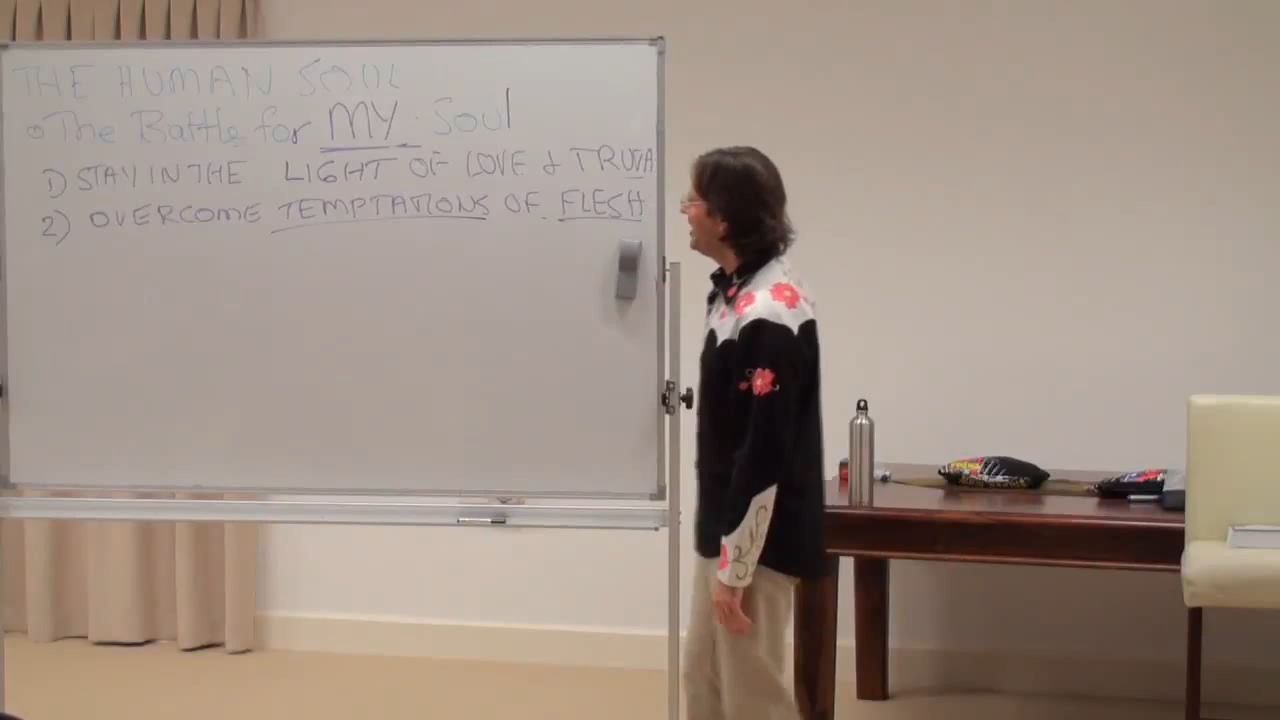 THE HUMAN SOUL
The Battle for MY Soul
1) STAY IN THE LIGHT OF LOVE & TRUTH
2) OVERCOME TEMPTATIONS OF FLESH